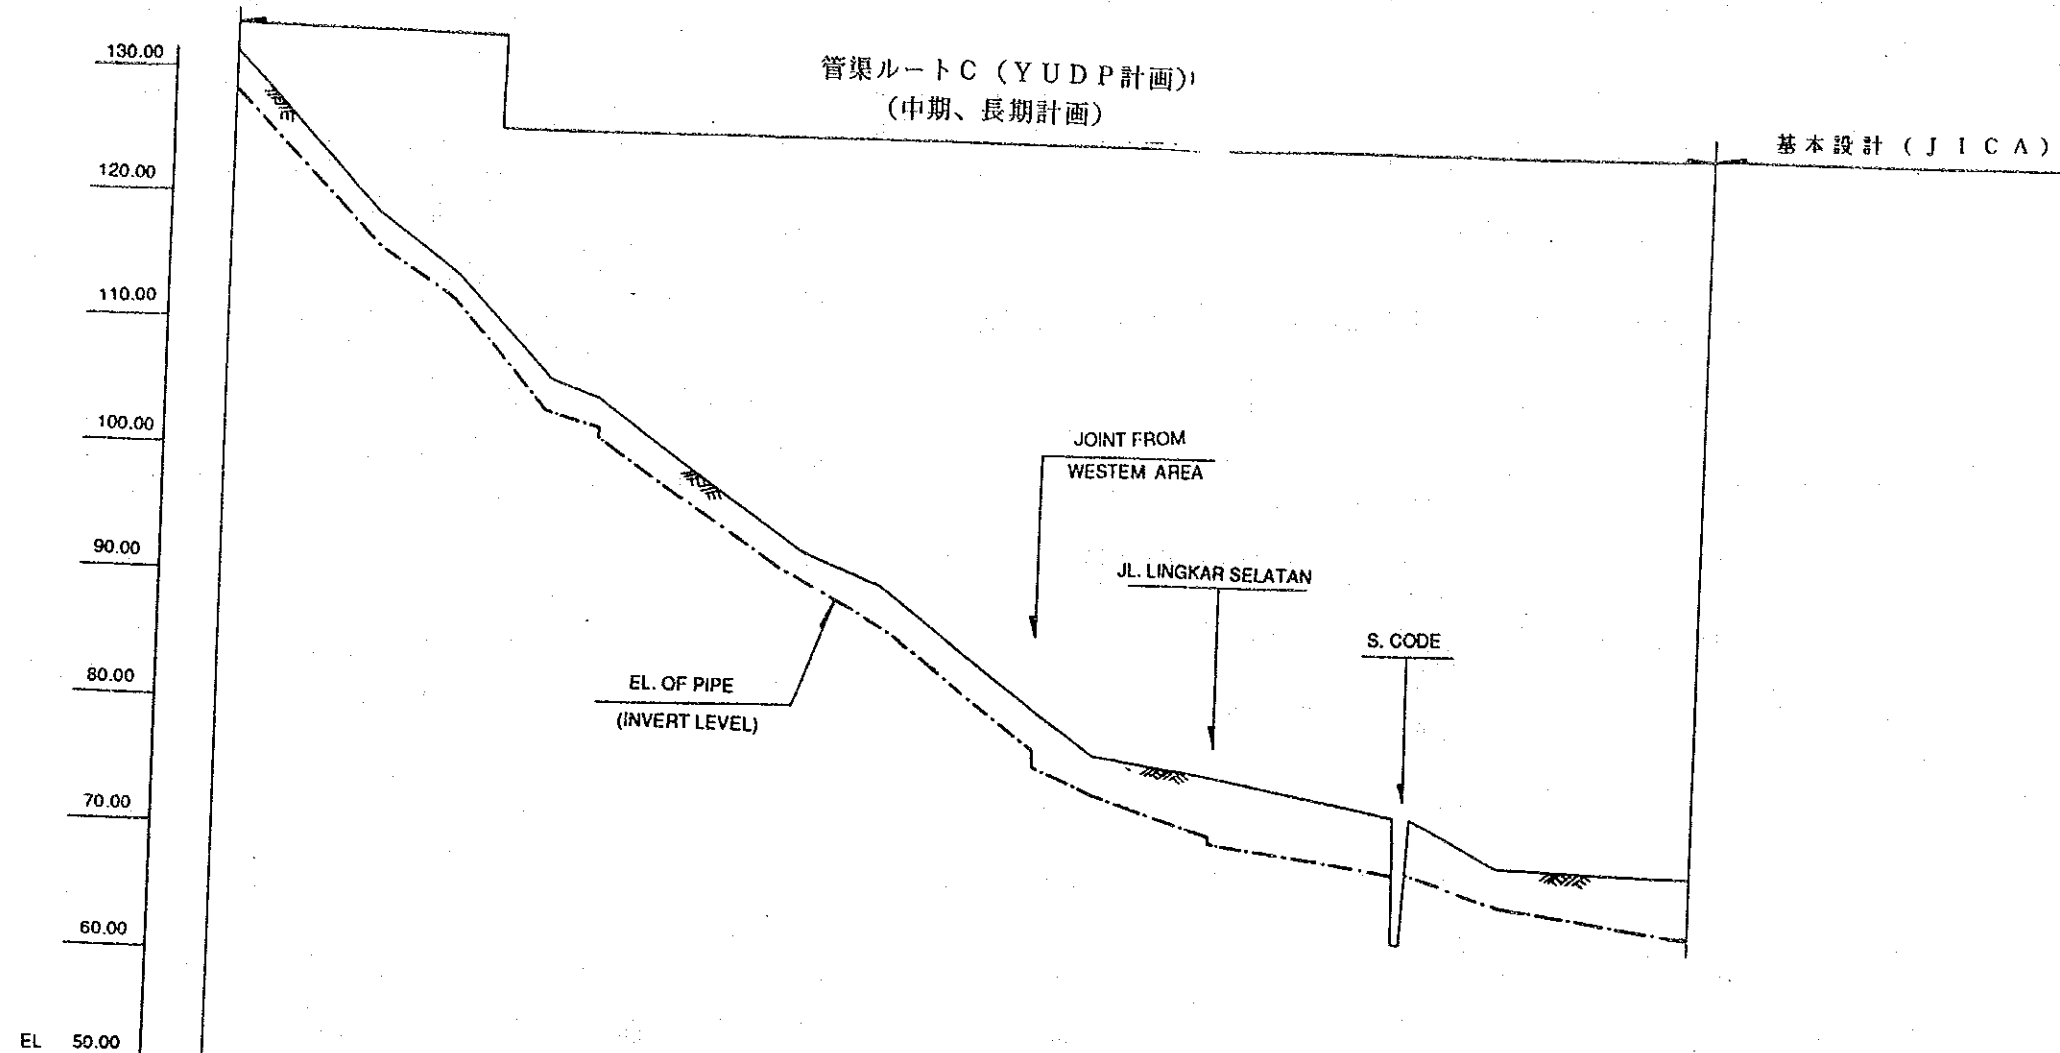 管渠ルートC (YUDP計画)
(中期、長期計画)
基本設計 (JICA)
130.00
120.00
110.00
100.00
90.00
80.00
70.00
60.00
EL 50.00
JOINT FROM
WESTEM AREA
JL. LINGKAR SELATAN
S. CODE
EL. OF PIPE
(INVERT LEVEL)